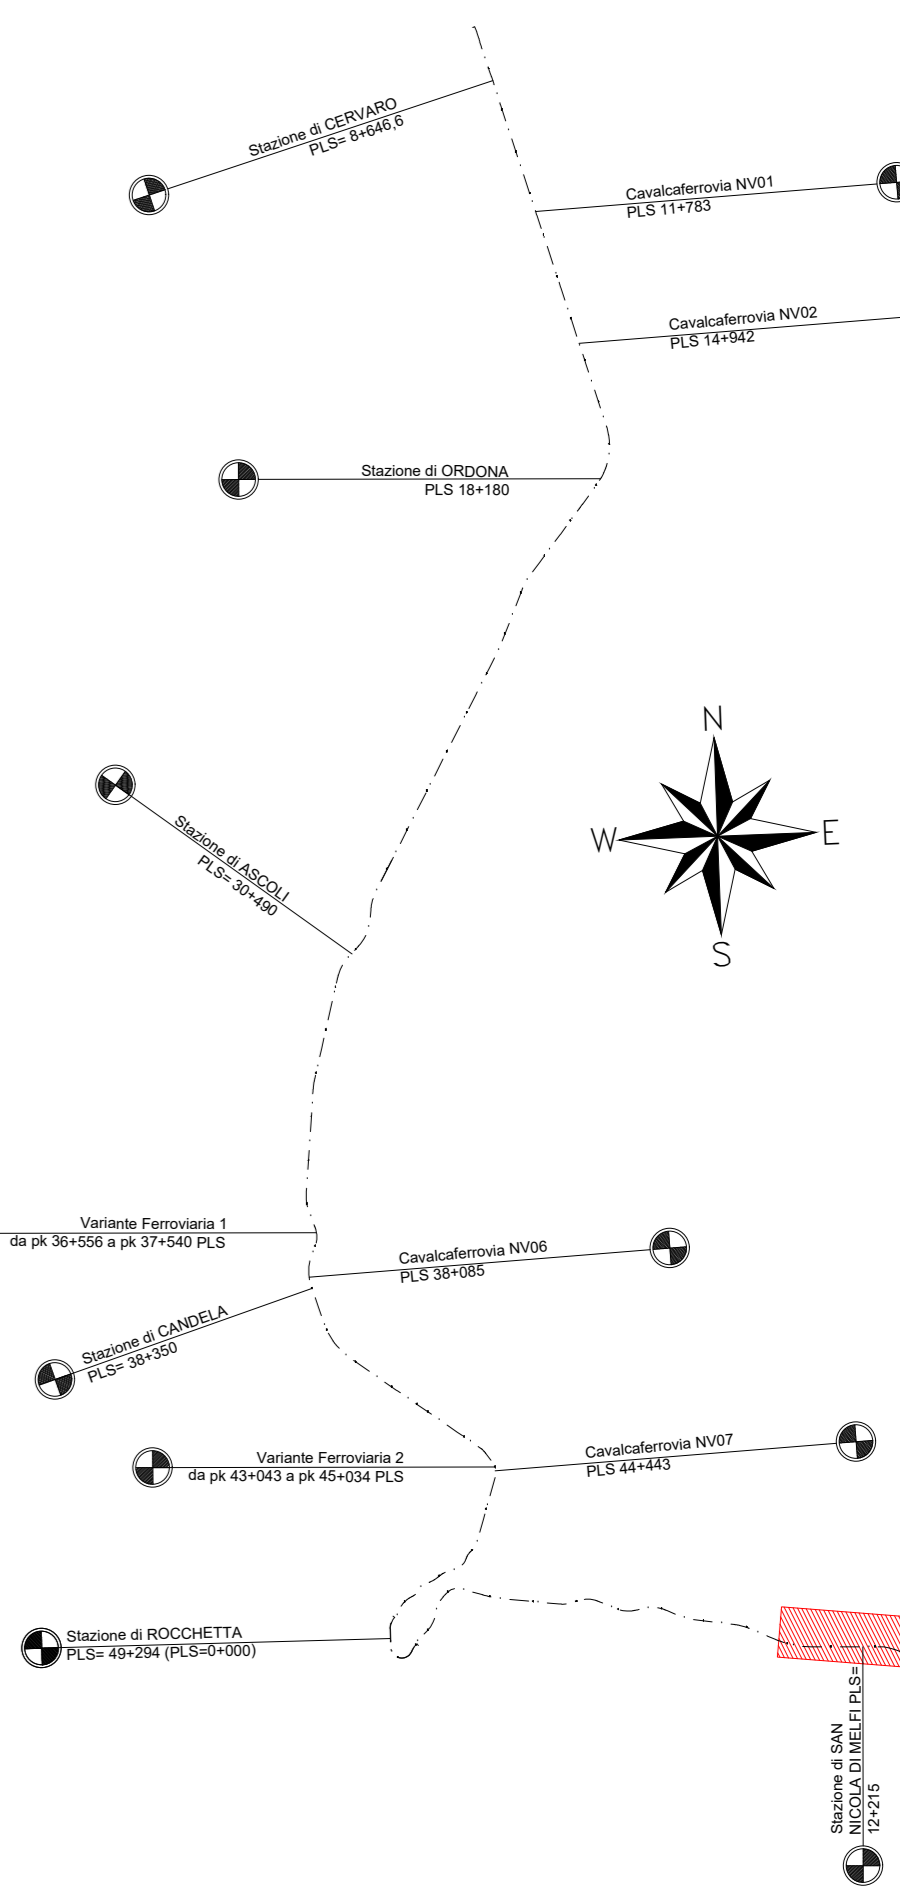 Stazione di CERVARO
PLS= 8+646,6
Cavalcaferrovia NV01
PLS 11+783
Cavalcaferrovia NV02
PLS 14+942
Stazione di ORDONA
PLS 18+180
N
W
E
S
Stazione di ASCOLI
PLS= 30+490
Variante Ferroviaria 1
da pk 36+556 a pk 37+540 PLS
Cavalcaferrovia NV06
PLS 38+085
Stazione di CANDELA
PLS= 38+350
Variante Ferroviaria 2
da pk 43+043 a pk 45+034 PLS
Cavalcaferrovia NV07
PLS 44+443
Stazione di ROCCHETTA
PLS= 49+294 (PLS=0+000)
Stazione di SAN
NICOLA DI MELFI PLS=
12+215